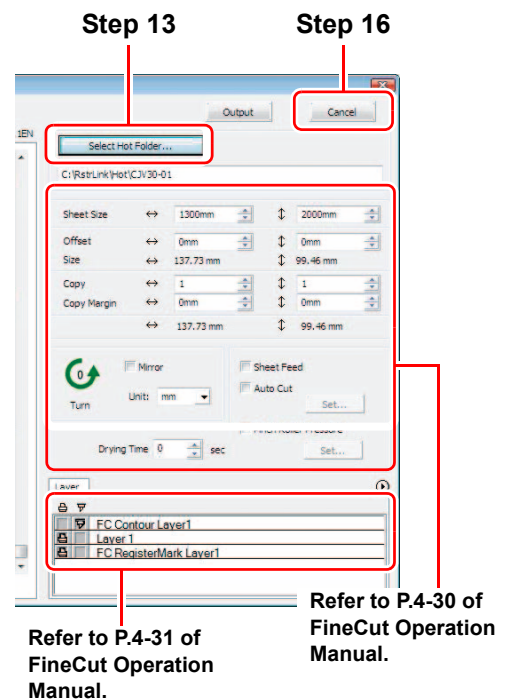 Step 13 Step 16
Output Cancel
1EN
Select Hot Folder...
C:\RstrLink\Hot\CJV30-01
Sheet Size ↔ 1300mm ↕ 2000mm
Offset ↔ 0mm ↕ 0mm
Size ↔ 137.73 mm ↕ 99.46 mm
Copy ↔ 1 ↕ 1
Copy Margin ↔ 0mm ↕ 0mm
↔ 137.73 mm ↕ 99.46 mm
0
Turn
Mirror
Unit: mm
Sheet Feed
Auto Cut
Set...
Roller Pressure
Drying Time 0 sec
Set...
Layer
FC Contour Layer1
Layer 1
FC RegisterMark Layer1
Refer to P.4-31 of
FineCut Operation
Manual.
Refer to P.4-30 of
FineCut Operation
Manual.